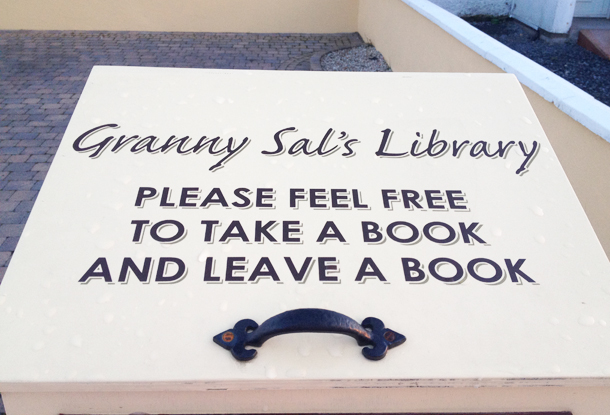 Granny Sal's Library
PLEASE FEEL FREE
TO TAKE A BOOK
AND LEAVE A BOOK